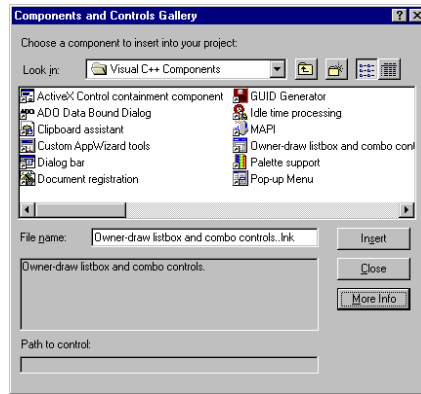 Components and Controls Gallery
Choose a component to insert into your project:
Look in: Visual C++ Components
ActiveX Control containment component GUID Generator
ADO Data Bound Dialog Idle time processing
Clipboard assistant MAPI
Custom AppWizard tools Owner-draw listbox and combo cont
Dialog bar Palette support
Document registration Pop-up Menu
File name: Owner-draw listbox and combo controls..lnk Insert
Owner-draw listbox and combo controls. Close
More Info
Path to control: